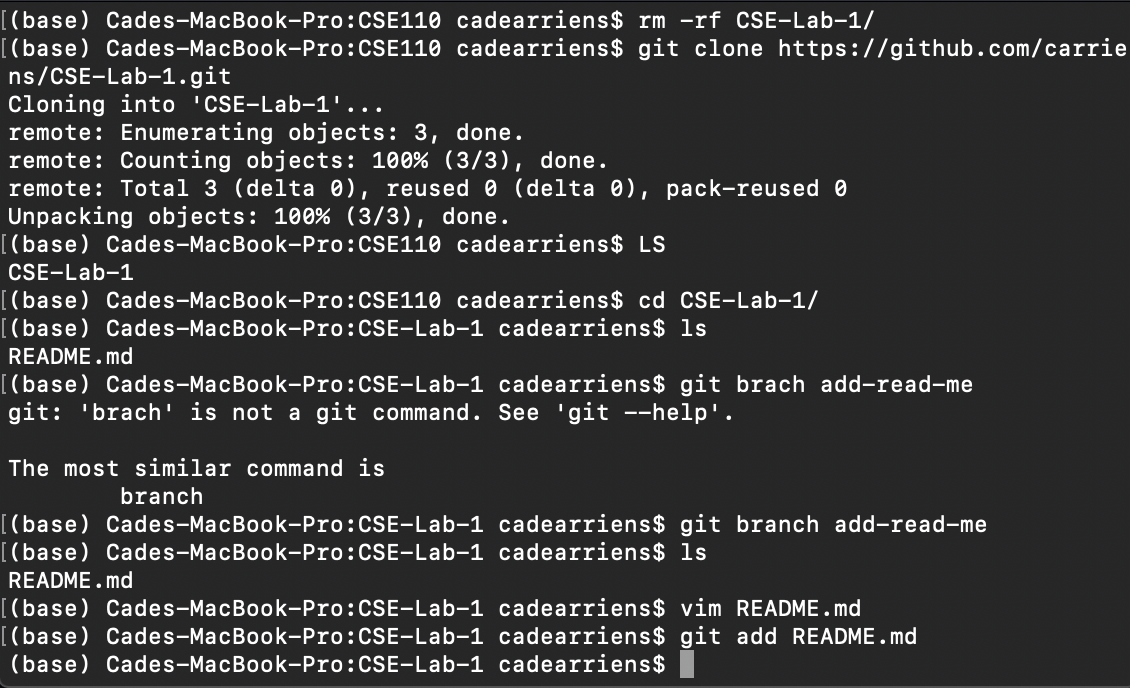 [(base) Cades-MacBook-Pro:CSE110 cadearriens$ rm -rf CSE-Lab-1/
[(base) Cades-MacBook-Pro:CSE110 cadearriens$ git clone https://github.com/carrie
ns/CSE-Lab-1.git
Cloning into 'CSE-Lab-1'...
remote: Enumerating objects: 3, done.
remote: Counting objects: 100% (3/3), done.
remote: Total 3 (delta 0), reused 0 (delta 0), pack-reused 0
Unpacking objects: 100% (3/3), done.
[(base) Cades-MacBook-Pro:CSE110 cadearriens$ LS
CSE-Lab-1
[(base) Cades-MacBook-Pro:CSE110 cadearriens$ cd CSE-Lab-1/
[(base) Cades-MacBook-Pro:CSE-Lab-1 cadearriens$ ls
README.md
[(base) Cades-MacBook-Pro:CSE-Lab-1 cadearriens$ git brach add-read-me
git: 'brach' is not a git command. See 'git --help'.

The most similar command is
        branch
[(base) Cades-MacBook-Pro:CSE-Lab-1 cadearriens$ git branch add-read-me
[(base) Cades-MacBook-Pro:CSE-Lab-1 cadearriens$ ls
README.md
[(base) Cades-MacBook-Pro:CSE-Lab-1 cadearriens$ vim README.md
[(base) Cades-MacBook-Pro:CSE-Lab-1 cadearriens$ git add README.md
(base) Cades-MacBook-Pro:CSE-Lab-1 cadearriens$